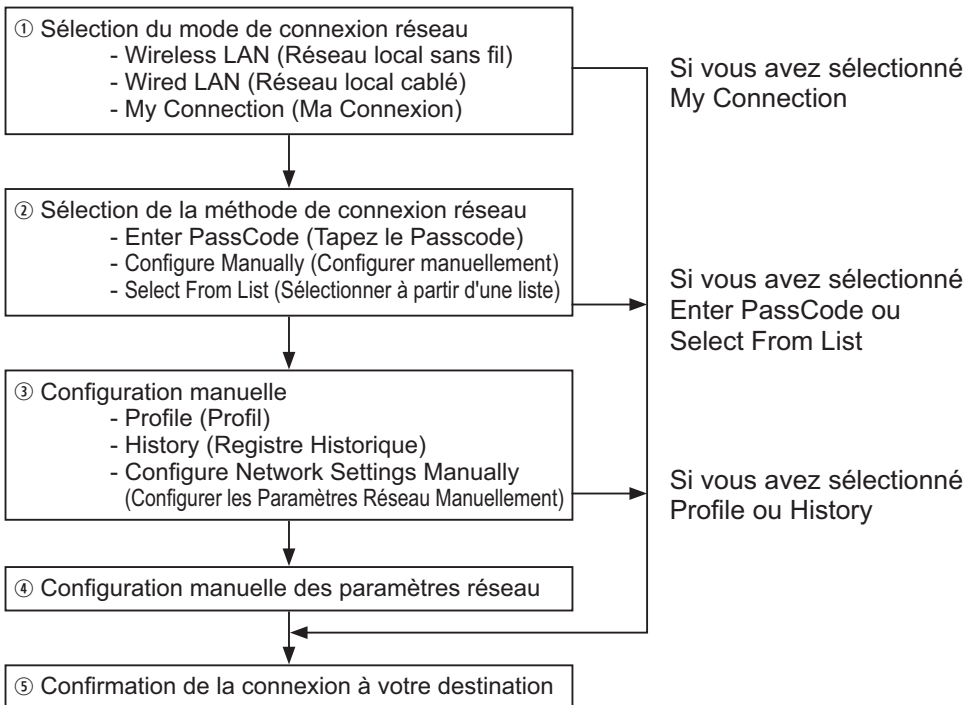 ① Sélection du mode de connexion réseau
- Wireless LAN (Réseau local sans fil)
- Wired LAN (Réseau local cablé)
- My Connection (Ma Connexion)
Si vous avez sélectionné
My Connection
② Sélection de la méthode de connexion réseau
- Enter PassCode (Tapez le Passcode)
- Configure Manually (Configurer manuellement)
- Select From List (Sélectionner à partir d'une liste)
Si vous avez sélectionné
Enter PassCode ou
Select From List
③ Configuration manuelle
- Profile (Profil)
- History (Registre Historique)
- Configure Network Settings Manually
(Configurer les Paramètres Réseau Manuellement)
Si vous avez sélectionné
Profile ou History
④ Configuration manuelle des paramètres réseau
⑤ Confirmation de la connexion à votre destination